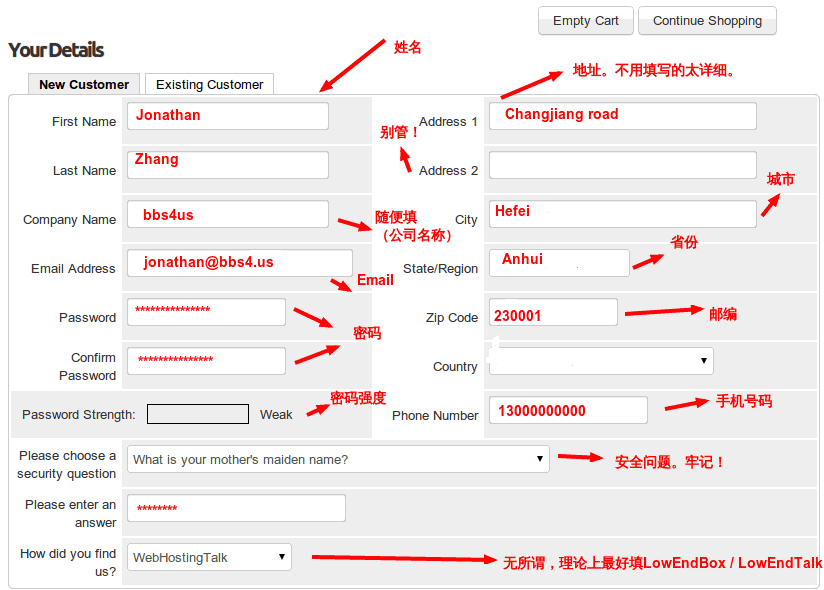 Empty Cart
Continue Shopping
Your Details
姓名
地址。不用填写的太详细。
New Customer
Existing Customer
First Name
Jonathan
Address 1
Changjiang road
别管！
Last Name
Zhang
Address 2
城市
Company Name
bbs4us
随便填
（公司名称）
City
Hefei
省份
Email Address
jonathan@bbs4.us
Email
State/Region
Anhui
Password
***************
密码
Zip Code
230001
邮编
Confirm
Password
***************
Country
密码强度
Password Strength:
Weak
Phone Number
13000000000
手机号码
Please choose a
security question
What is your mother's maiden name?
安全问题。牢记！
Please enter an
answer
********
How did you find
us?
WebHostingTalk
无所谓，理论上最好填LowEndBox / LowEndTalk